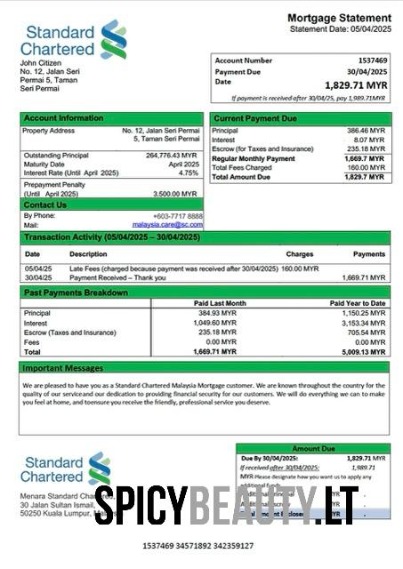 Mortgage Statement
Statement Date: 05/04/2025
Standard
Chartered
John Citizen
No. 12, Jalan Seri
Permai 5, Taman
Seri Permai
Account Number 1537469
Payment Due 30/04/2025
Date 1,829.71 MYR
If payment is received after 30/04/25, pay 1,989.71MYR
Account Information
Property Address No. 12, Jalan Seri Permai
5, Taman Seri Permai
Outstanding Principal 264,776.43 MYR
Maturity Date April 2025
Interest Rate (Until April 2025) 4.75%
Prepayment Penalty
(Until April 2025) 3,500.00 MYR
Contact Us
By Phone: +603-7717 8888
Mail: malaysia.care@sc.com
Current Payment Due
Principal 386.46 MYR
Interest 8.07 MYR
Escrow (for Taxes and Insurance) 235.18 MYR
Regular Monthly Payment 1,669.7 MYR
Total Fees Charged 160.00 MYR
Total Amount Due 1,829.7 MYR
Transaction Activity (05/04/2025 – 30/04/2025)
Date Description Charges Payments
05/04/25 Late Fees (charged because payment was received after 30/04/2025) 160.00 MYR
30/04/25 Payment Received – Thank you 1,669.71 MYR
Past Payments Breakdown
Paid Last Month Paid Year to Date
Principal 384.93 MYR 1,150.25 MYR
Interest 1,049.60 MYR 3,153.34 MYR
Escrow (Taxes and Insurance) 235.18 MYR 705.54 MYR
Fees 0.00 MYR 0.00 MYR
Total 1,669.71 MYR 5,009.13 MYR
Important Messages
We are pleased to have you as a Standard Chartered Malaysia Mortgage customer. We are known throughout the country for the
quality of our serviceand our dedication to providing financial security for our customers. We will do everything we can to make
you feel at home, and toensure you receive the friendly, professional service you deserve.
Standard
Chartered
Menara Standard
30 Jalan Sultan Ismail,
50250 Kuala
Amount Due
Due By 30/04/2025: 1,829.71 MYR
If received after 30/04/2025: 1,989.71
MYR Please designate how you want us to apply any
additional funds.
MYR
MYR
MYR
SPICYBEAUTY.LT
1537469 34571892 342359127